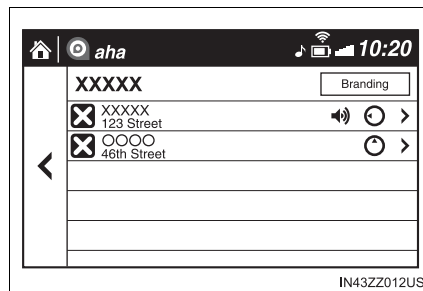 aha
10:20
XXXXX
Branding
XXXXX
123 Street
OOOO
46th Street
IN43ZZ012US